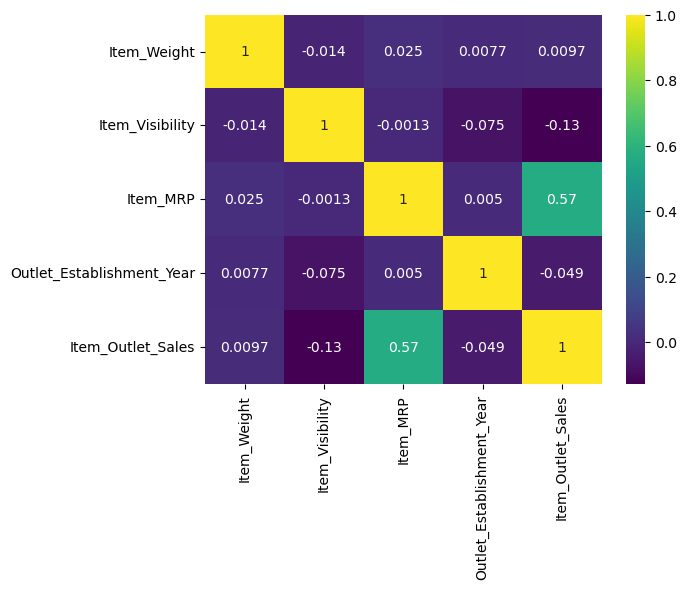 1.0
Item_Weight 1 -0.014 0.025 0.0077 0.0097
0.8
Item_Visibility -0.014 1 -0.0013 -0.075 -0.13
0.6
Item_MRP 0.025 -0.0013 1 0.005 0.57
0.4
Outlet_Establishment_Year 0.0077 -0.075 0.005 1 -0.049
0.2
Item_Outlet_Sales 0.0097 -0.13 0.57 -0.049 1
0.0
Item_Weight
Item_Visibility
Item_MRP
Outlet_Establishment_Year
Item_Outlet_Sales